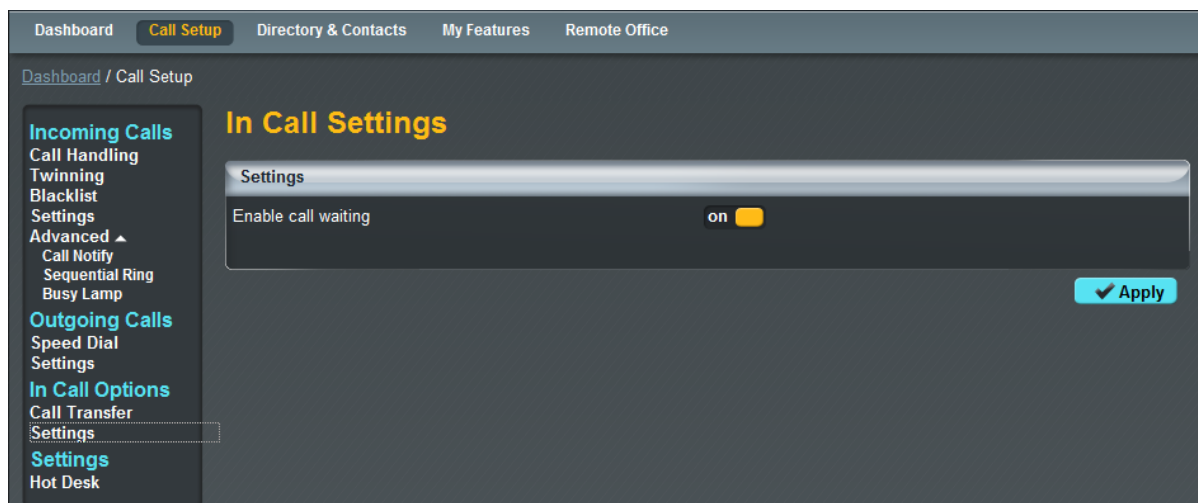 Dashboard Call Setup Directory & Contacts My Features Remote Office
Dashboard / Call Setup
Incoming Calls
Call Handling
Twinning
Blacklist
Settings
Advanced
Call Notify
Sequential Ring
Busy Lamp
Outgoing Calls
Speed Dial
Settings
In Call Options
Call Transfer
Settings
Settings
Hot Desk
In Call Settings
Settings
Enable call waiting on
Apply